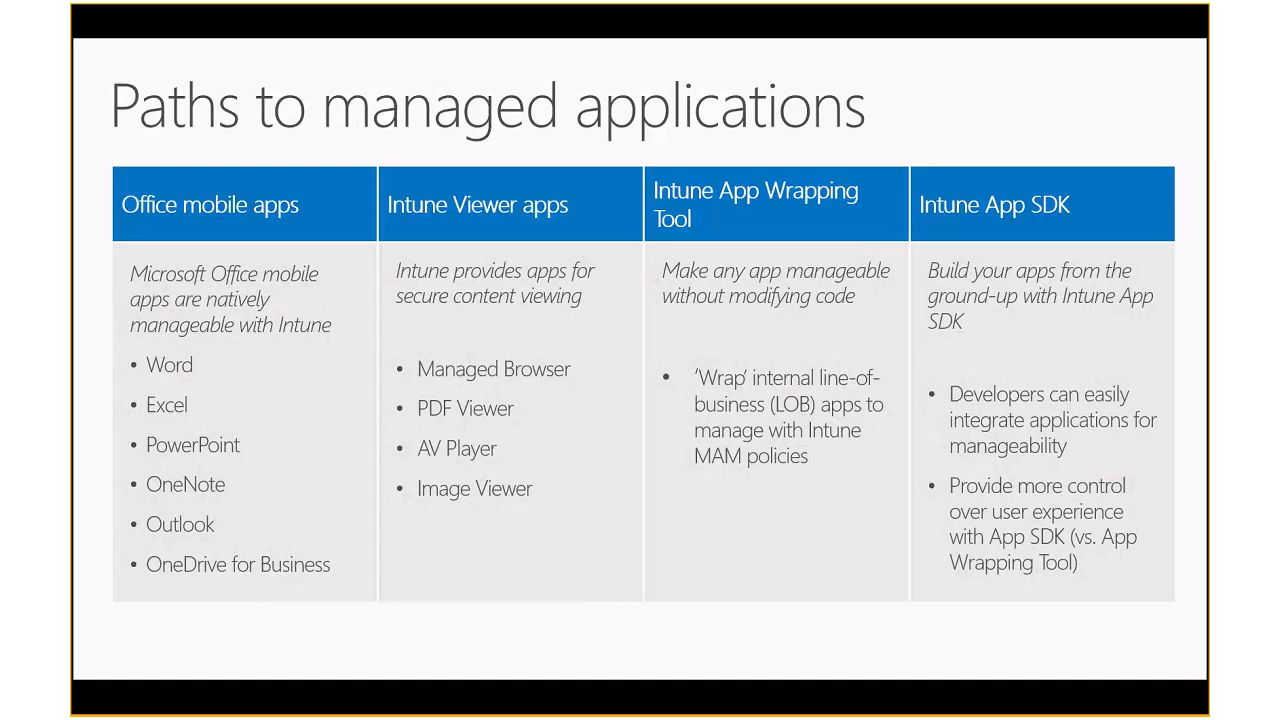 Paths to managed applications
Office mobile apps
Microsoft Office mobile
apps are natively
manageable with Intune
• Word
• Excel
• PowerPoint
• OneNote
• Outlook
• OneDrive for Business
Intune Viewer apps
Intune provides apps for
secure content viewing
• Managed Browser
• PDF Viewer
• AV Player
• Image Viewer
Intune App Wrapping
Tool
Make any app manageable
without modifying code
• ‘Wrap’ internal line-of-
business (LOB) apps to
manage with Intune
MAM policies
Intune App SDK
Build your apps from the
ground-up with Intune App
SDK
• Developers can easily
integrate applications for
manageability
• Provide more control
over user experience
with App SDK (vs. App
Wrapping Tool)